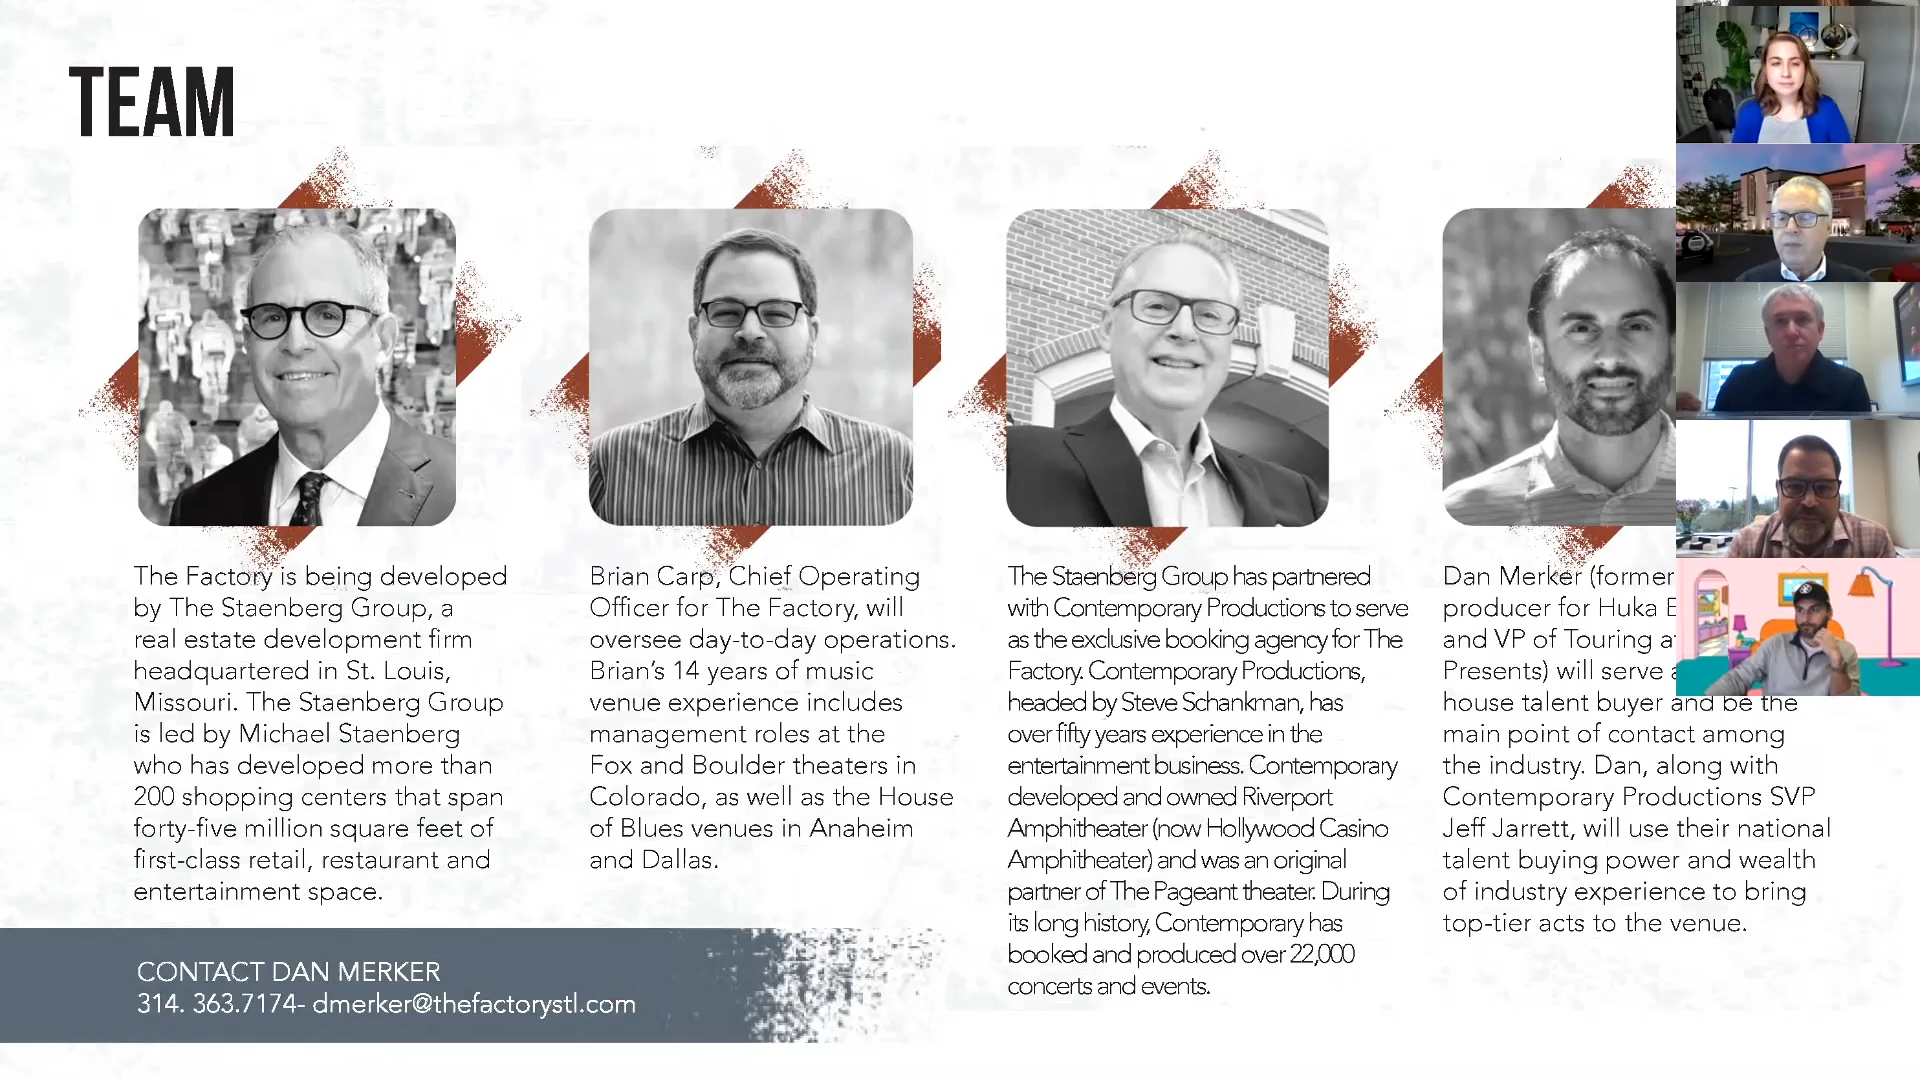 TEAM
The Factory is being developed
by The Staenberg Group, a
real estate development firm
headquartered in St. Louis,
Missouri. The Staenberg Group
is led by Michael Staenberg
who has developed more than
200 shopping centers that span
forty-five million square feet of
first-class retail, restaurant and
entertainment space.
Brian Carp, Chief Operating
Officer for The Factory, will
oversee day-to-day operations.
Brian's 14 years of music
venue experience includes
management roles at the
Fox and Boulder theaters in
Colorado, as well as the House
of Blues venues in Anaheim
and Dallas.
The Staenberg Group has partnered
with Contemporary Productions to serve
as the exclusive booking agency for The
Factory. Contemporary Productions,
headed by Steve Schankman, has
over fifty years experience in the
entertainment business. Contemporary
developed and owned Riverport
Amphitheater (now Hollywood Casino
Amphitheater) and was an original
partner of The Pageant theater. During
its long history, Contemporary has
booked and produced over 22,000
concerts and events.
Dan Merker (former
producer for Huka
and VP of Touring
Presents) will serve
house talent buyer and be the
main point of contact among
the industry. Dan, along with
Contemporary Productions SVP
Jeff Jarrett, will use their national
talent buying power and wealth
of industry experience to bring
top-tier acts to the venue.
CONTACT DAN MERKER
314. 363.7174- dmerker@thefactorystl.com